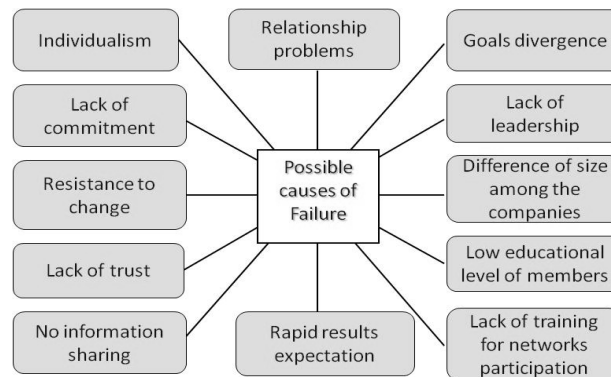 Individualism
Relationship
problems
Goals divergence
Lack of
commitment
Lack of
leadership
Possible
causes of
Failure
Resistance to
change
Difference of size
among the
companies
Lack of trust
Low educational
level of members
No information
sharing
Rapid results
expectation
Lack of training
for networks
participation